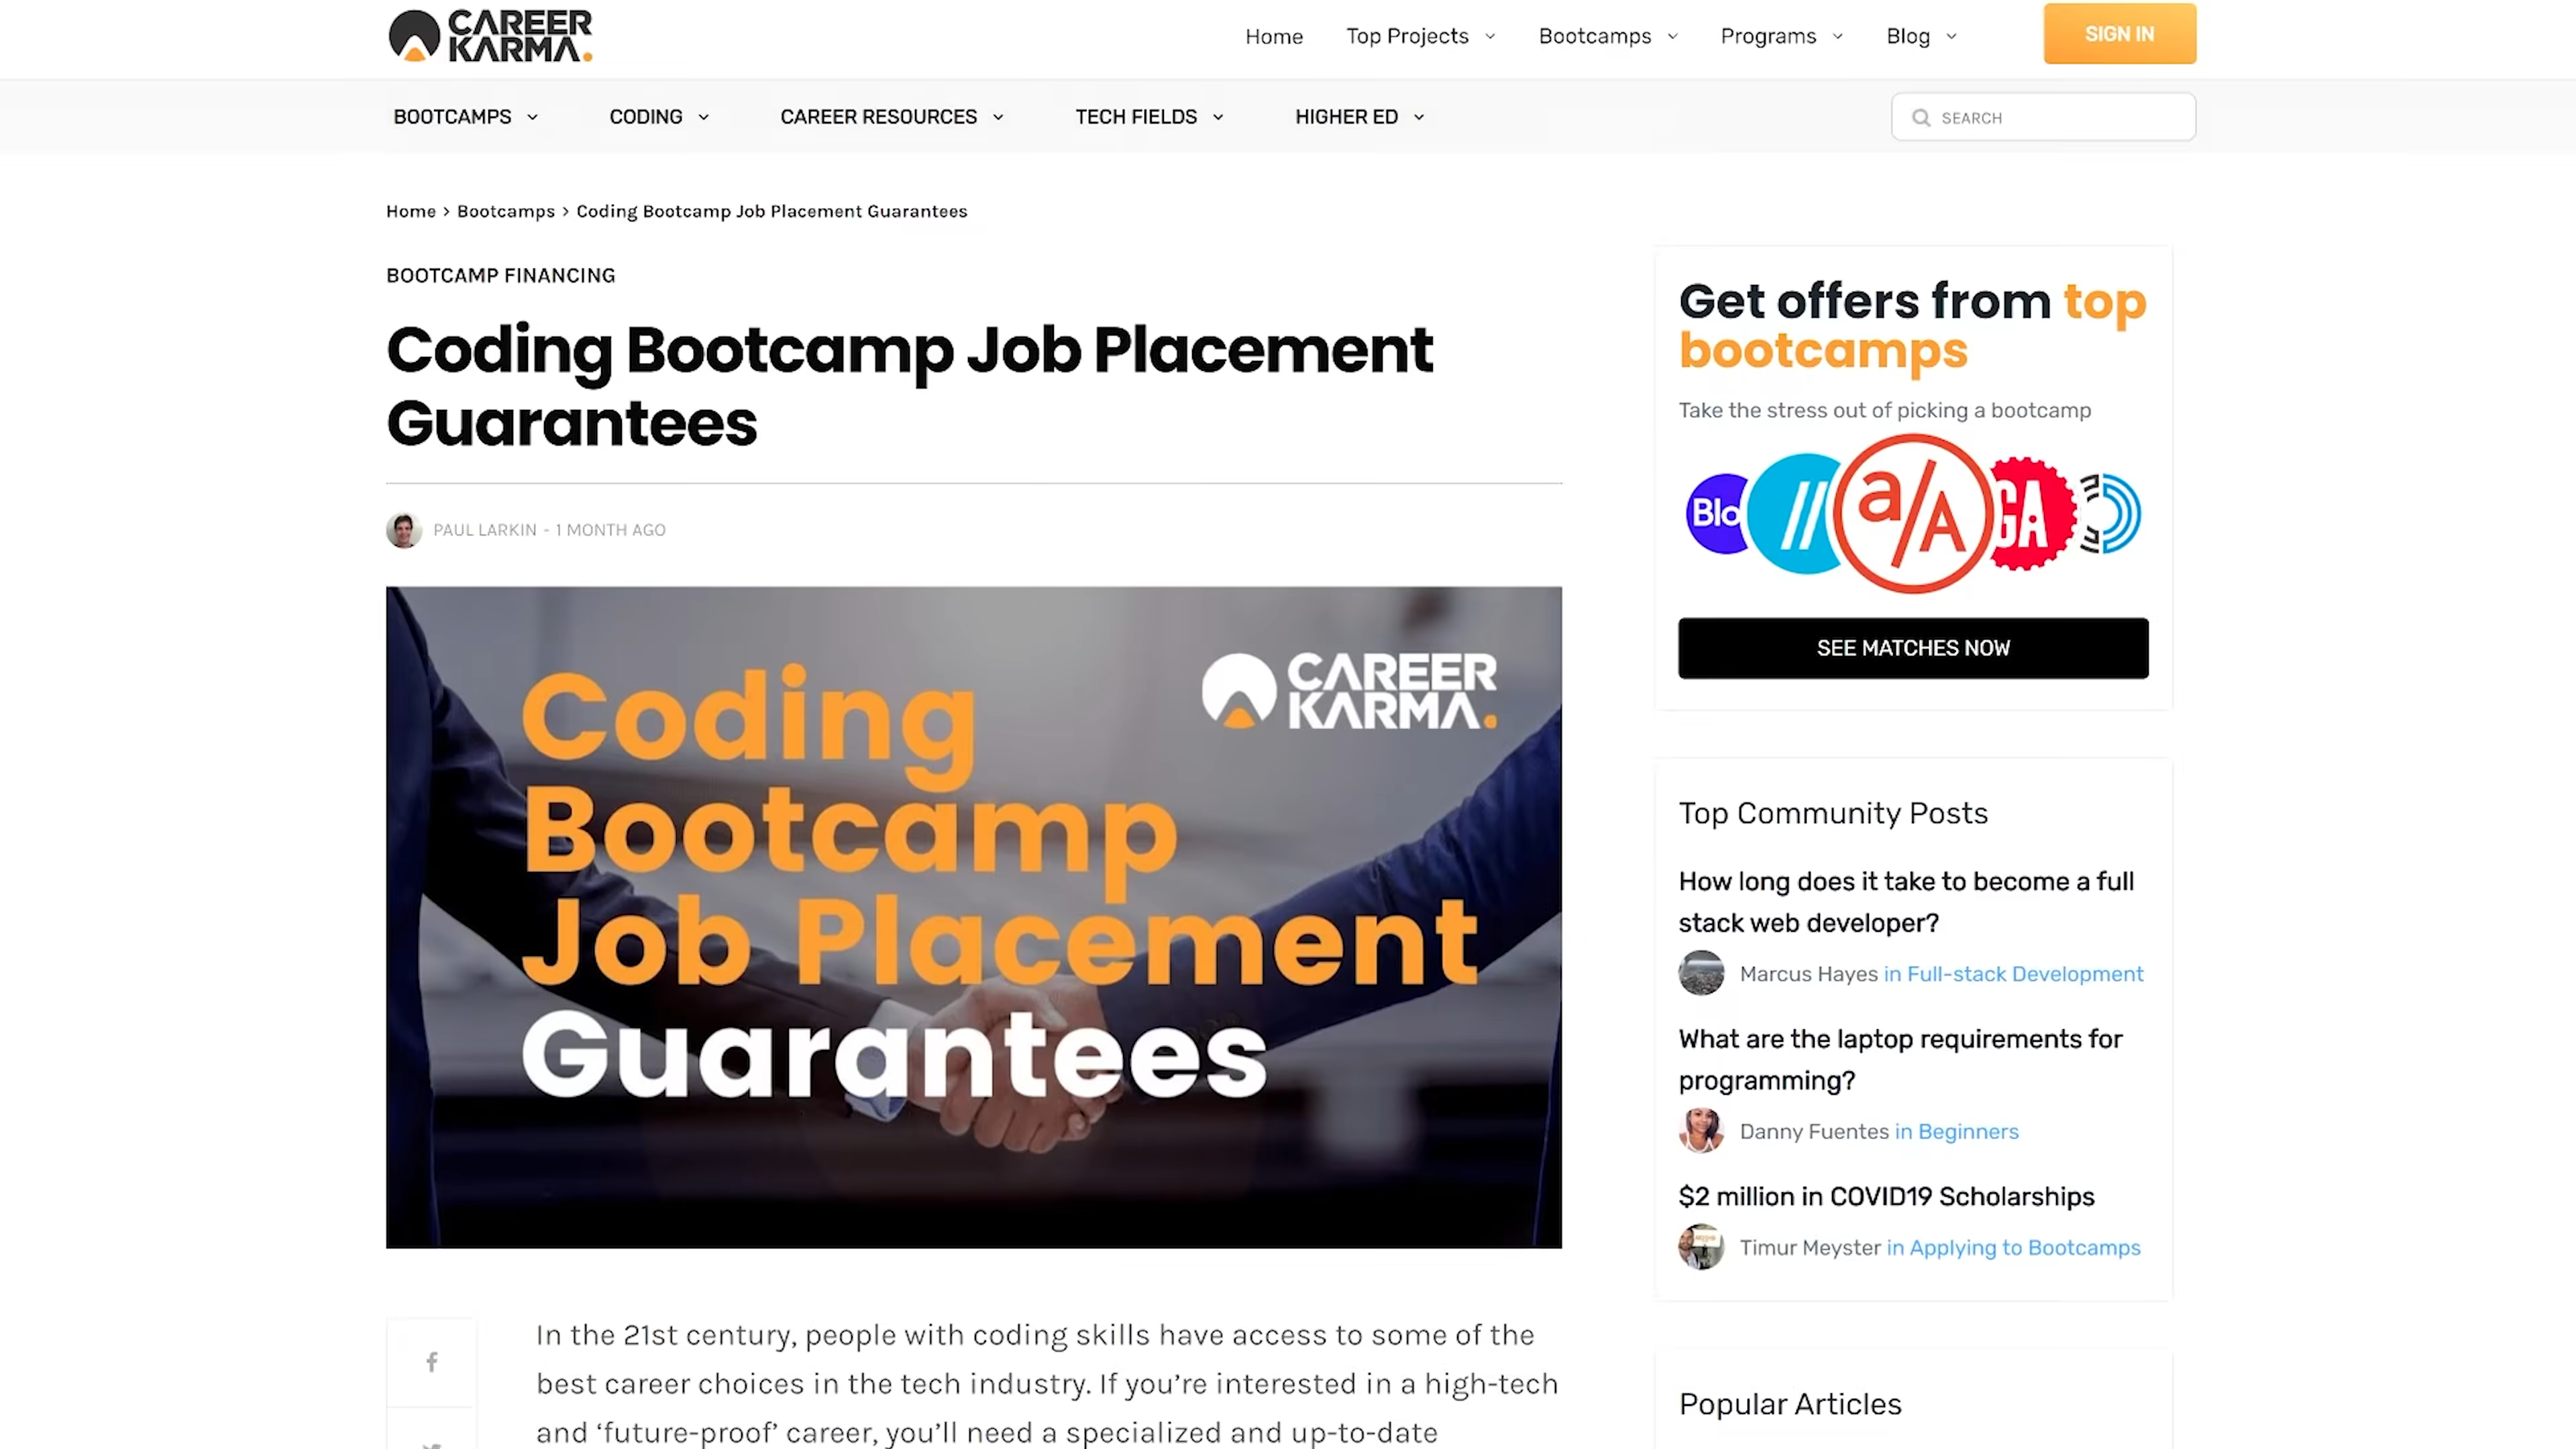 CAREER
KARMA.
Home
Top Projects
Bootcamps
Programs
Blog
SIGN IN
BOOTCAMPS
CODING
CAREER RESOURCES
TECH FIELDS
HIGHER ED
SEARCH
Home > Bootcamps > Coding Bootcamp Job Placement Guarantees
BOOTCAMP FINANCING
Coding Bootcamp Job Placement
Guarantees
PAUL LARKIN - 1 MONTH AGO
Coding
Bootcamp
Job Placement
Guarantees
CAREER
KARMA.
In the 21st century, people with coding skills have access to some of the
best career choices in the tech industry. If you’re interested in a high-tech
and ‘future-proof’ career, you’ll need a specialized and up-to-date
Get offers from top
bootcamps
Take the stress out of picking a bootcamp
Blo
//
a/A
GA
SEE MATCHES NOW
Top Community Posts
How long does it take to become a full
stack web developer?
Marcus Hayes in Full-stack Development
What are the laptop requirements for
programming?
Danny Fuentes in Beginners
$2 million in COVID19 Scholarships
Timur Meyster in Applying to Bootcamps
Popular Articles